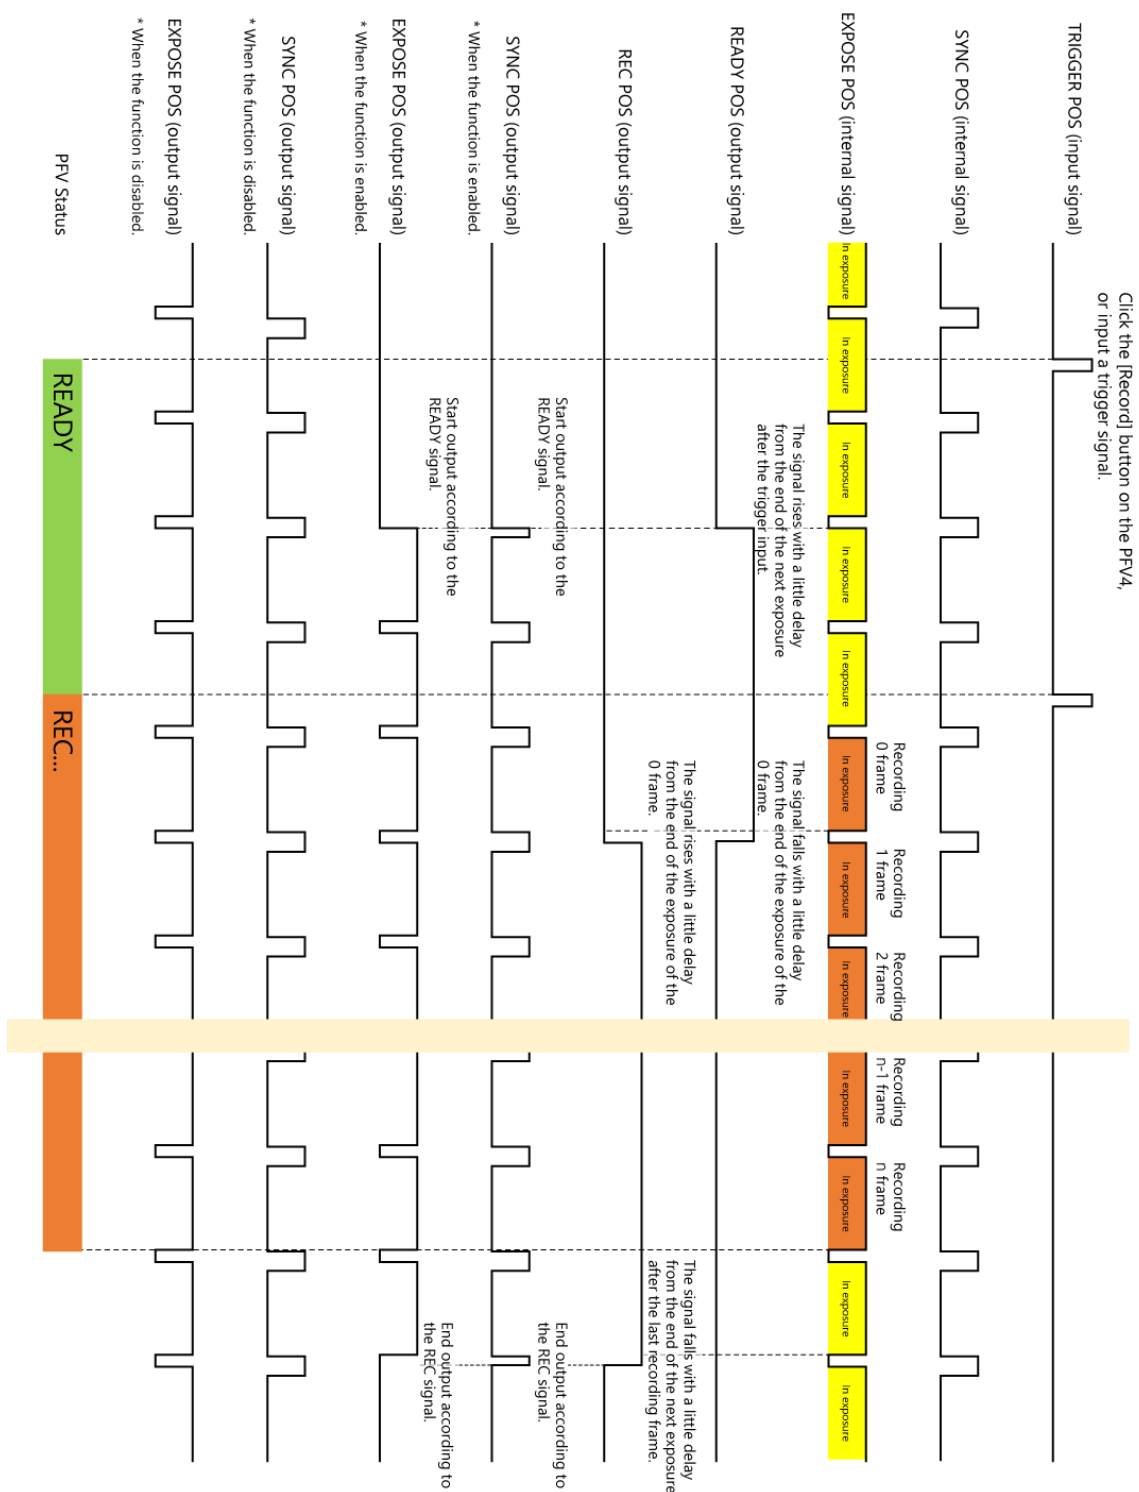 Click the [Record] button on the PFV4,
or input a trigger signal.
TRIGGER POS (input signal)
SYNC POS (internal signal)
Recording
0 frame
Recording
1 frame
Recording
2 frame
Recording
n-1 frame
Recording
n frame
EXPOSE POS (internal signal)
In exposure
In exposure
In exposure
In exposure
In exposure
In exposure
In exposure
In exposure
In exposure
In exposure
In exposure
In exposure
READY POS (output signal)
The signal rises with a little delay
from the end of the next exposure
after the trigger input.
The signal falls with a little delay
from the end of the exposure of the
0 frame.
REC POS (output signal)
The signal rises with a little delay
from the end of the exposure of the
0 frame.
The signal falls with a little delay
from the end of the next exposure
after the last recording frame.
SYNC POS (output signal)
* When the function is enabled.
Start output according to the
READY signal.
End output according to
the REC signal.
EXPOSE POS (output signal)
* When the function is enabled.
Start output according to the
READY signal.
End output according to
the REC signal.
SYNC POS (output signal)
* When the function is disabled.
EXPOSE POS (output signal)
* When the function is disabled.
PFV Status
READY
REC...